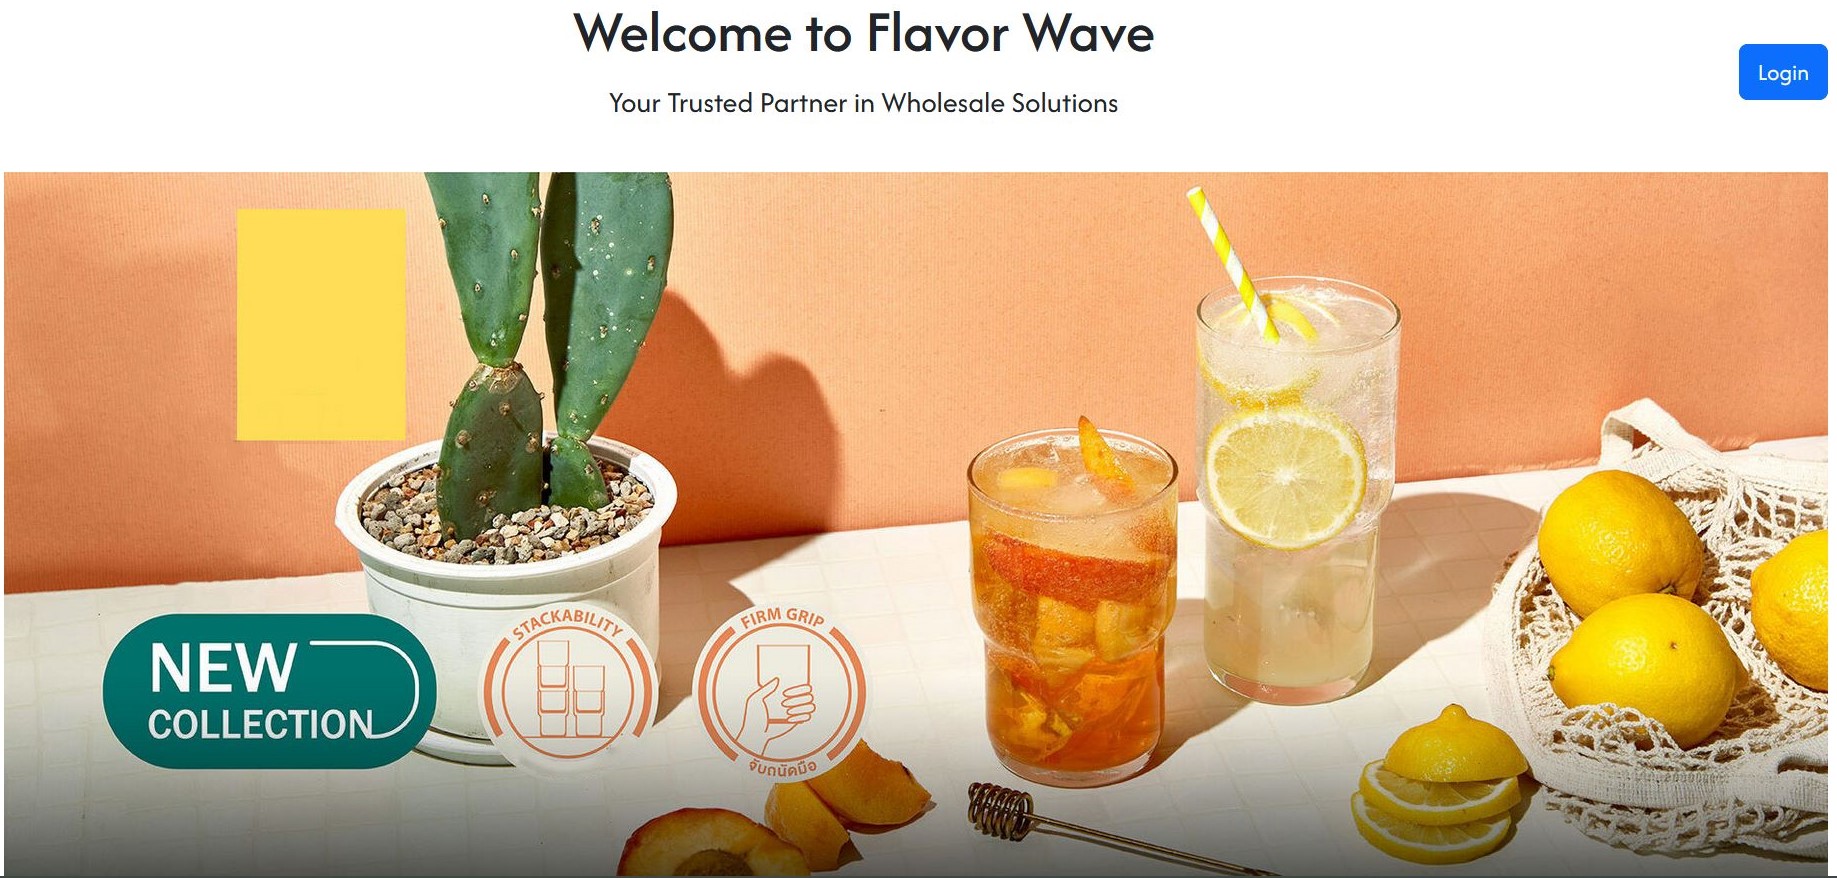 Welcome to Flavor Wave
Your Trusted Partner in Wholesale Solutions
Login
NEW
COLLECTION
STACKABILITY
FIRM GRIP
จับถนัดมือ